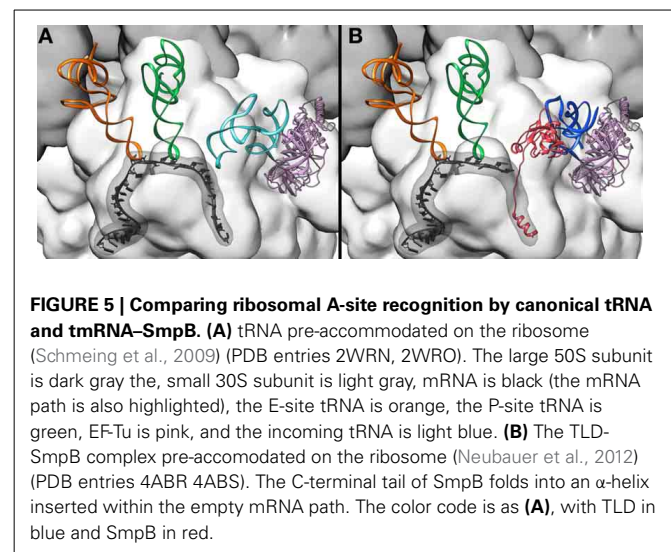 A
B
FIGURE 5 | Comparing ribosomal A-site recognition by canonical tRNA
and tmRNA–SmpB. (A) tRNA pre-accommodated on the ribosome
(Schmeing et al., 2009) (PDB entries 2WRN, 2WRO). The large 50S subunit
is dark gray the, small 30S subunit is light gray, mRNA is black (the mRNA
path is also highlighted), the E-site tRNA is orange, the P-site tRNA is
green, EF-Tu is pink, and the incoming tRNA is light blue. (B) The TLD-
SmpB complex pre-accomodated on the ribosome (Neubauer et al., 2012)
(PDB entries 4ABR 4ABS). The C-terminal tail of SmpB folds into an α-helix
inserted within the empty mRNA path. The color code is as (A), with TLD in
blue and SmpB in red.